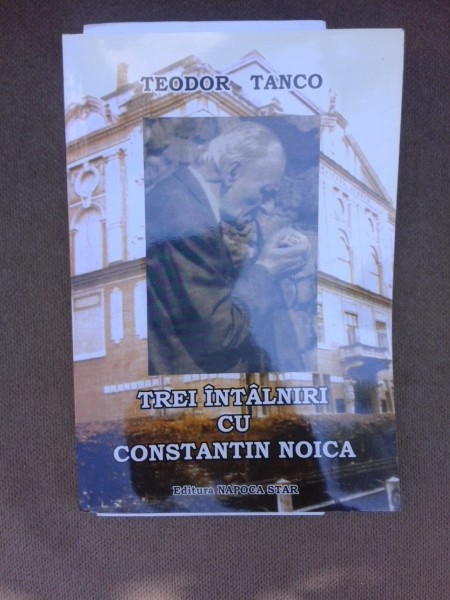 TEODOR TANCO
TREI ÎNTÂLNIRI
CU
CONSTANTIN NOICA
Editura NAPOCA STAR